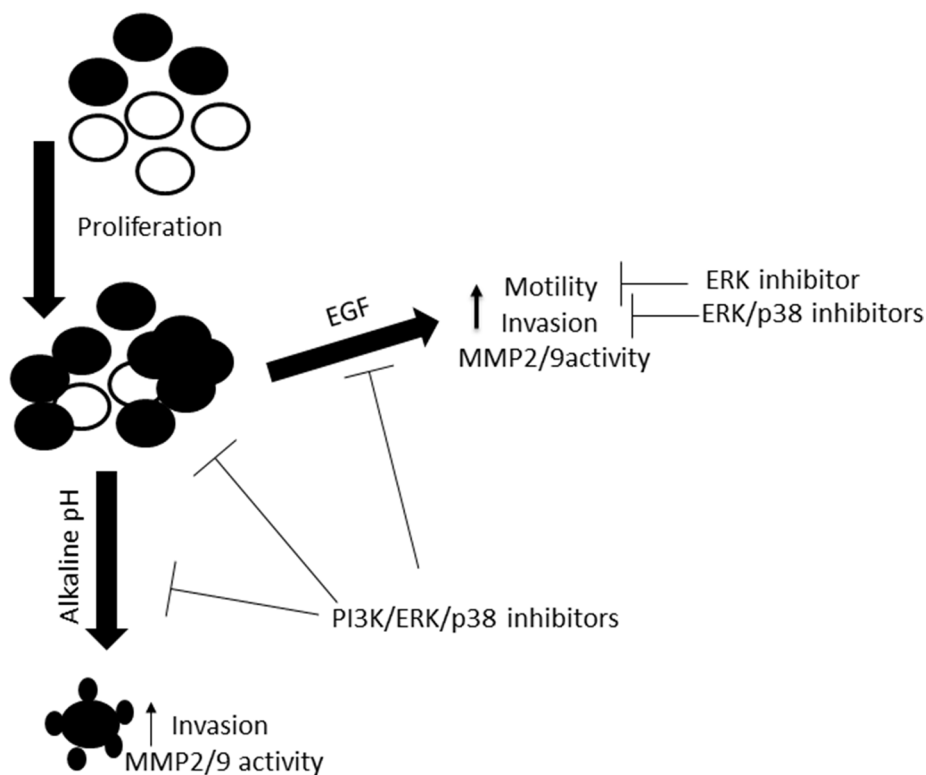 Proliferation
EGF
Motility
Invasion
MMP2/9activity
ERK inhibitor
ERK/p38 inhibitors
Alkaline pH
PI3K/ERK/p38 inhibitors
Invasion
MMP2/9 activity